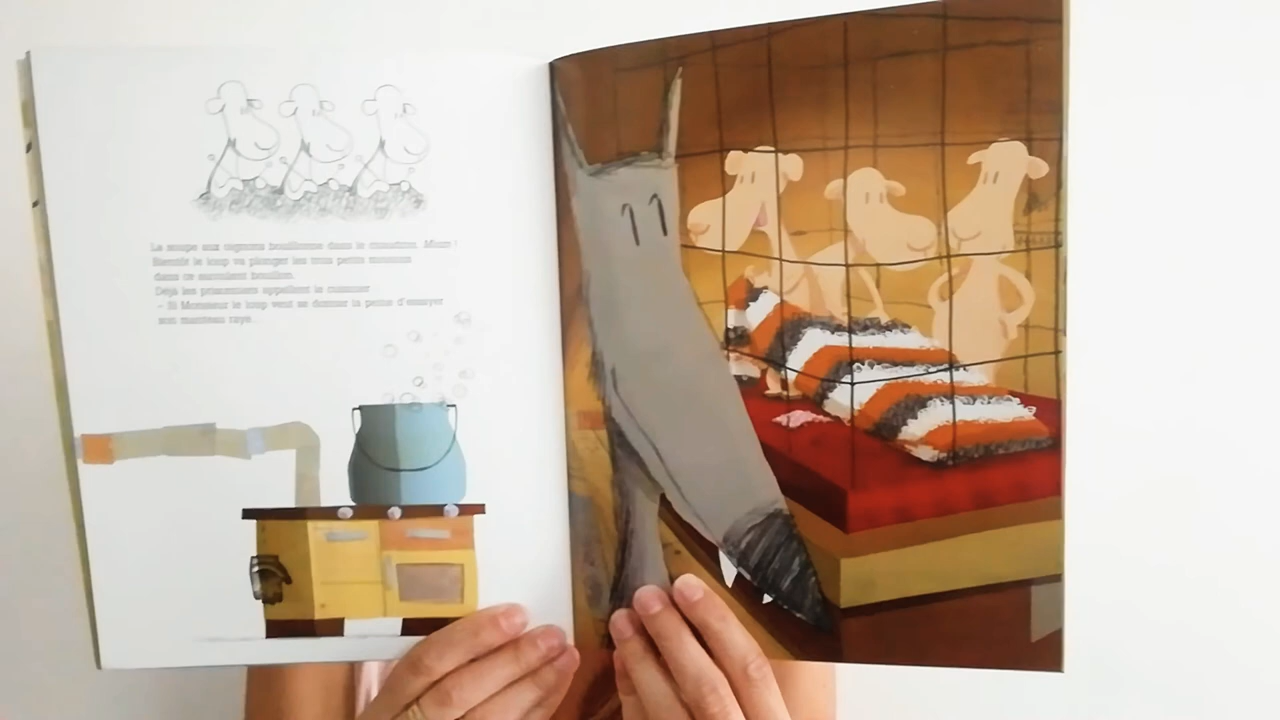 La soupe aux oignons bouillonne dans le chaudron. Miam !
Bientôt le loup va plonger les trois petits moutons
dans ce succulent bouillon.
Déjà les prisonniers appellent le cuisinier :
– Si Monsieur le loup veut se donner la peine d'essayer
son manteau rayé.